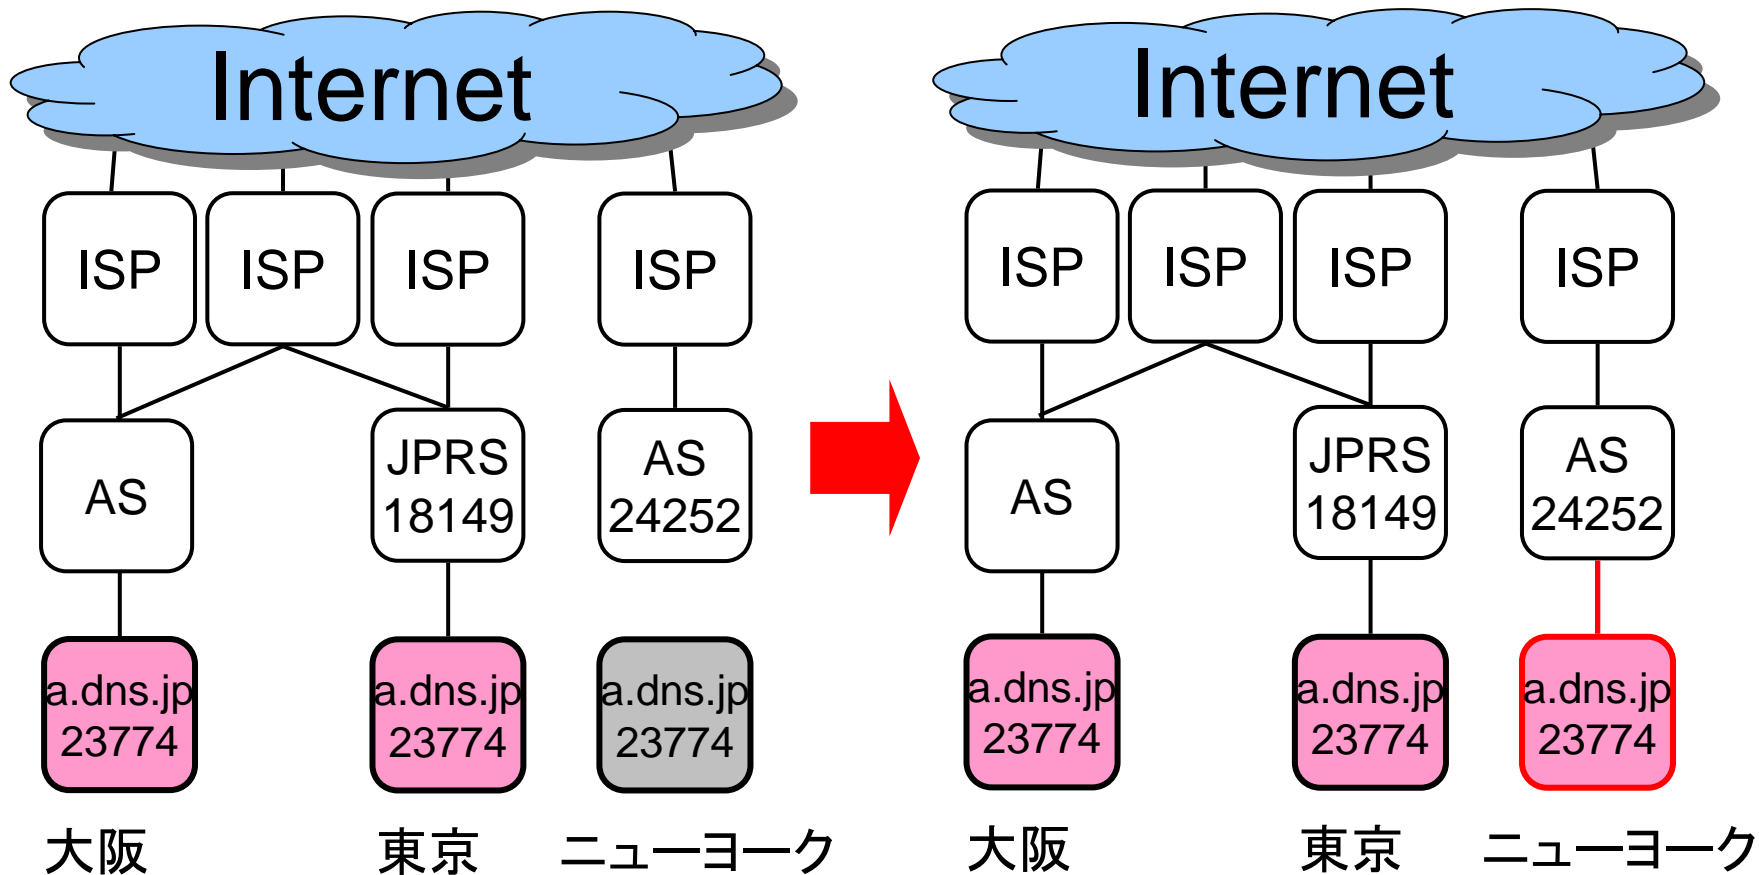 Internet
ISP
ISP
ISP
ISP
AS
JPRS
18149
AS
24252
a.dns.jp
23774
a.dns.jp
23774
a.dns.jp
23774
大阪
東京
ニューヨーク
Internet
ISP
ISP
ISP
ISP
AS
JPRS
18149
AS
24252
a.dns.jp
23774
a.dns.jp
23774
a.dns.jp
23774
大阪
東京
ニューヨーク